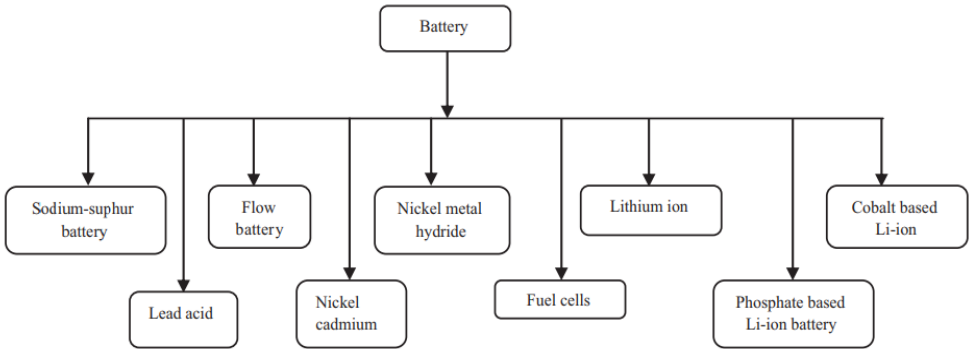 Battery
Sodium-suphur
battery
Flow
battery
Nickel metal
hydride
Lithium ion
Cobalt based
Li-ion
Lead acid
Nickel
cadmium
Fuel cells
Phosphate based
Li-ion battery